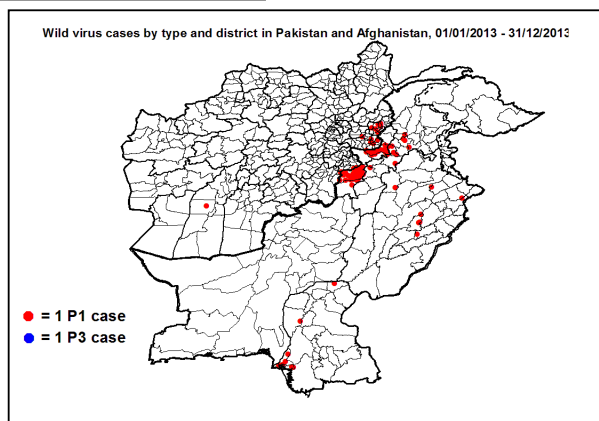 Wild virus cases by type and district in Pakistan and Afghanistan, 01/01/2013 - 31/12/2013
= 1 P1 case
= 1 P3 case